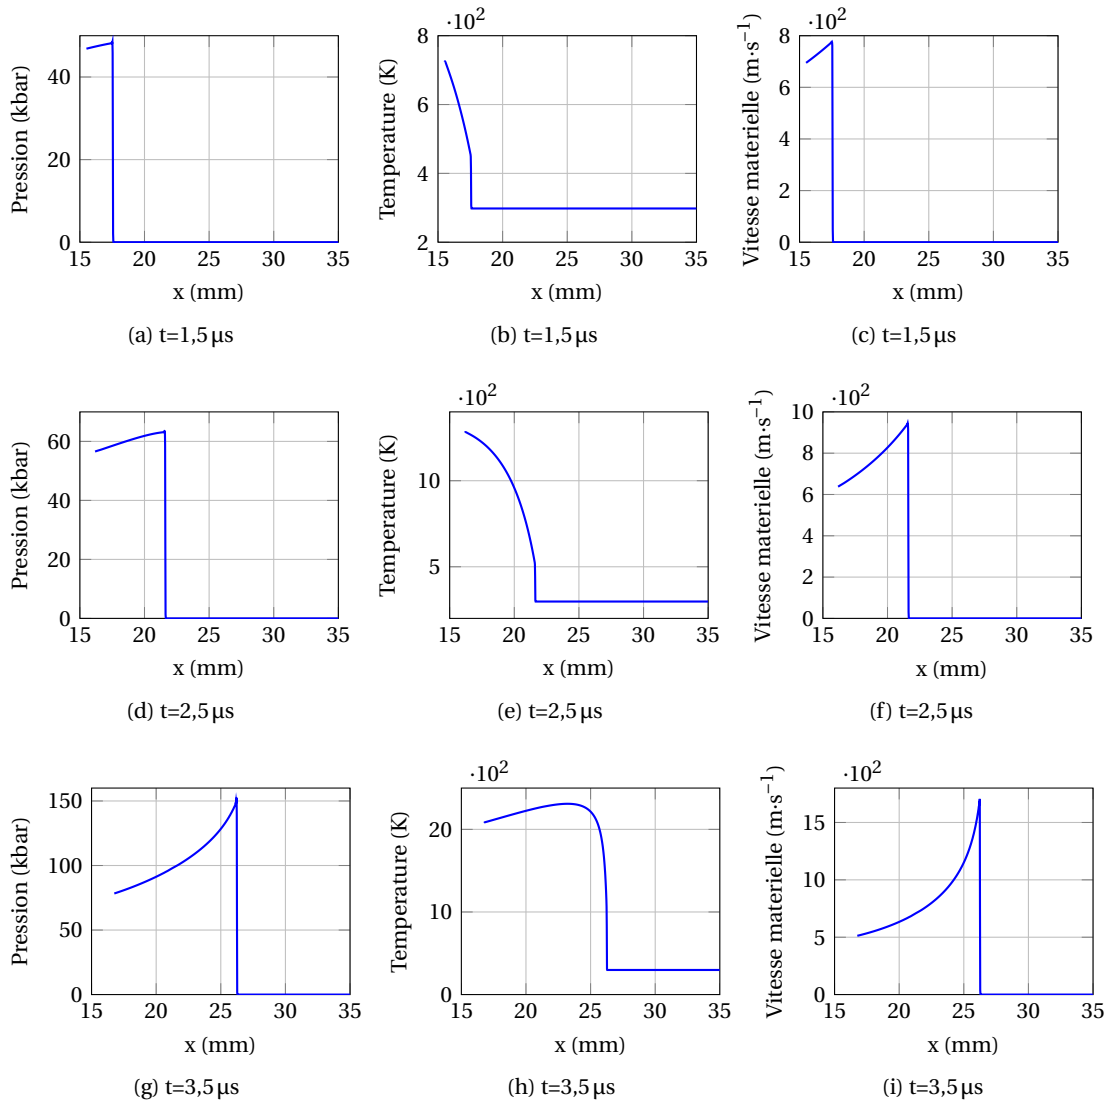 Pression (kbar)
40
20
0
15 20 25 30 35
x (mm)
(a) t=1,5 µs
·10²
Temperature (K)
8
6
4
2
15 20 25 30 35
x (mm)
(b) t=1,5 µs
·10²
Vitesse materielle (m·s⁻¹)
8
6
4
2
0
15 20 25 30 35
x (mm)
(c) t=1,5 µs
Pression (kbar)
60
40
20
0
15 20 25 30 35
x (mm)
(d) t=2,5 µs
·10²
Temperature (K)
10
5
15 20 25 30 35
x (mm)
(e) t=2,5 µs
·10²
Vitesse materielle (m·s⁻¹)
10
8
6
4
2
0
15 20 25 30 35
x (mm)
(f) t=2,5 µs
Pression (kbar)
150
100
50
0
15 20 25 30 35
x (mm)
(g) t=3,5 µs
·10²
Temperature (K)
20
10
0
15 20 25 30 35
x (mm)
(h) t=3,5 µs
·10²
Vitesse materielle (m·s⁻¹)
15
10
5
0
15 20 25 30 35
x (mm)
(i) t=3,5 µs